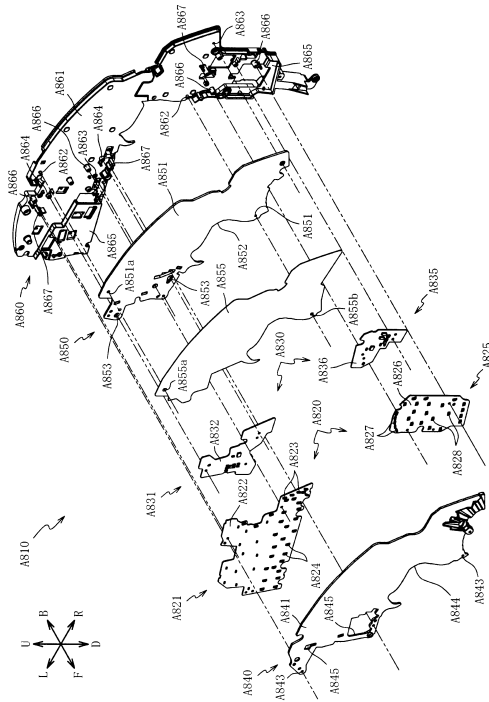 A810
U
B
R
D
F
L
A860
A866
A864
A862
A866
A863
A864
A861
A867
A865
A867
A867
A863
A866
A866
A862
A865
A850
A851a
A853
A851
A853
A852
A851
A855
A855a
A855b
A830
A831
A832
A835
A836
A820
A821
A822
A823
A824
A825
A826
A827
A828
A840
A841
A843
A845
A845
A844
A843